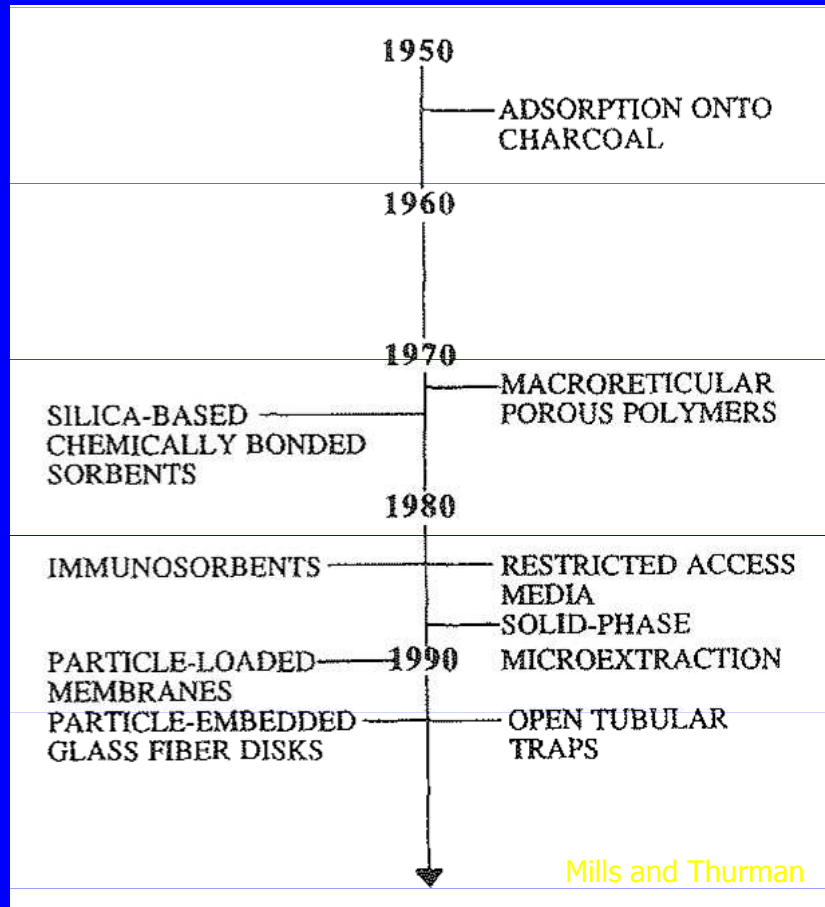 1950
ADSORPTION ONTO
CHARCOAL
1960
1970
MACRORETICULAR
POROUS POLYMERS
SILICA-BASED
CHEMICALLY BONDED
SORBENTS
1980
IMMUNOSORBENTS
RESTRICTED ACCESS
MEDIA
SOLID-PHASE
MICROEXTRACTION
PARTICLE-LOADED
MEMBRANES
1990
PARTICLE-EMBEDDED
GLASS FIBER DISKS
OPEN TUBULAR
TRAPS
Mills and Thurman